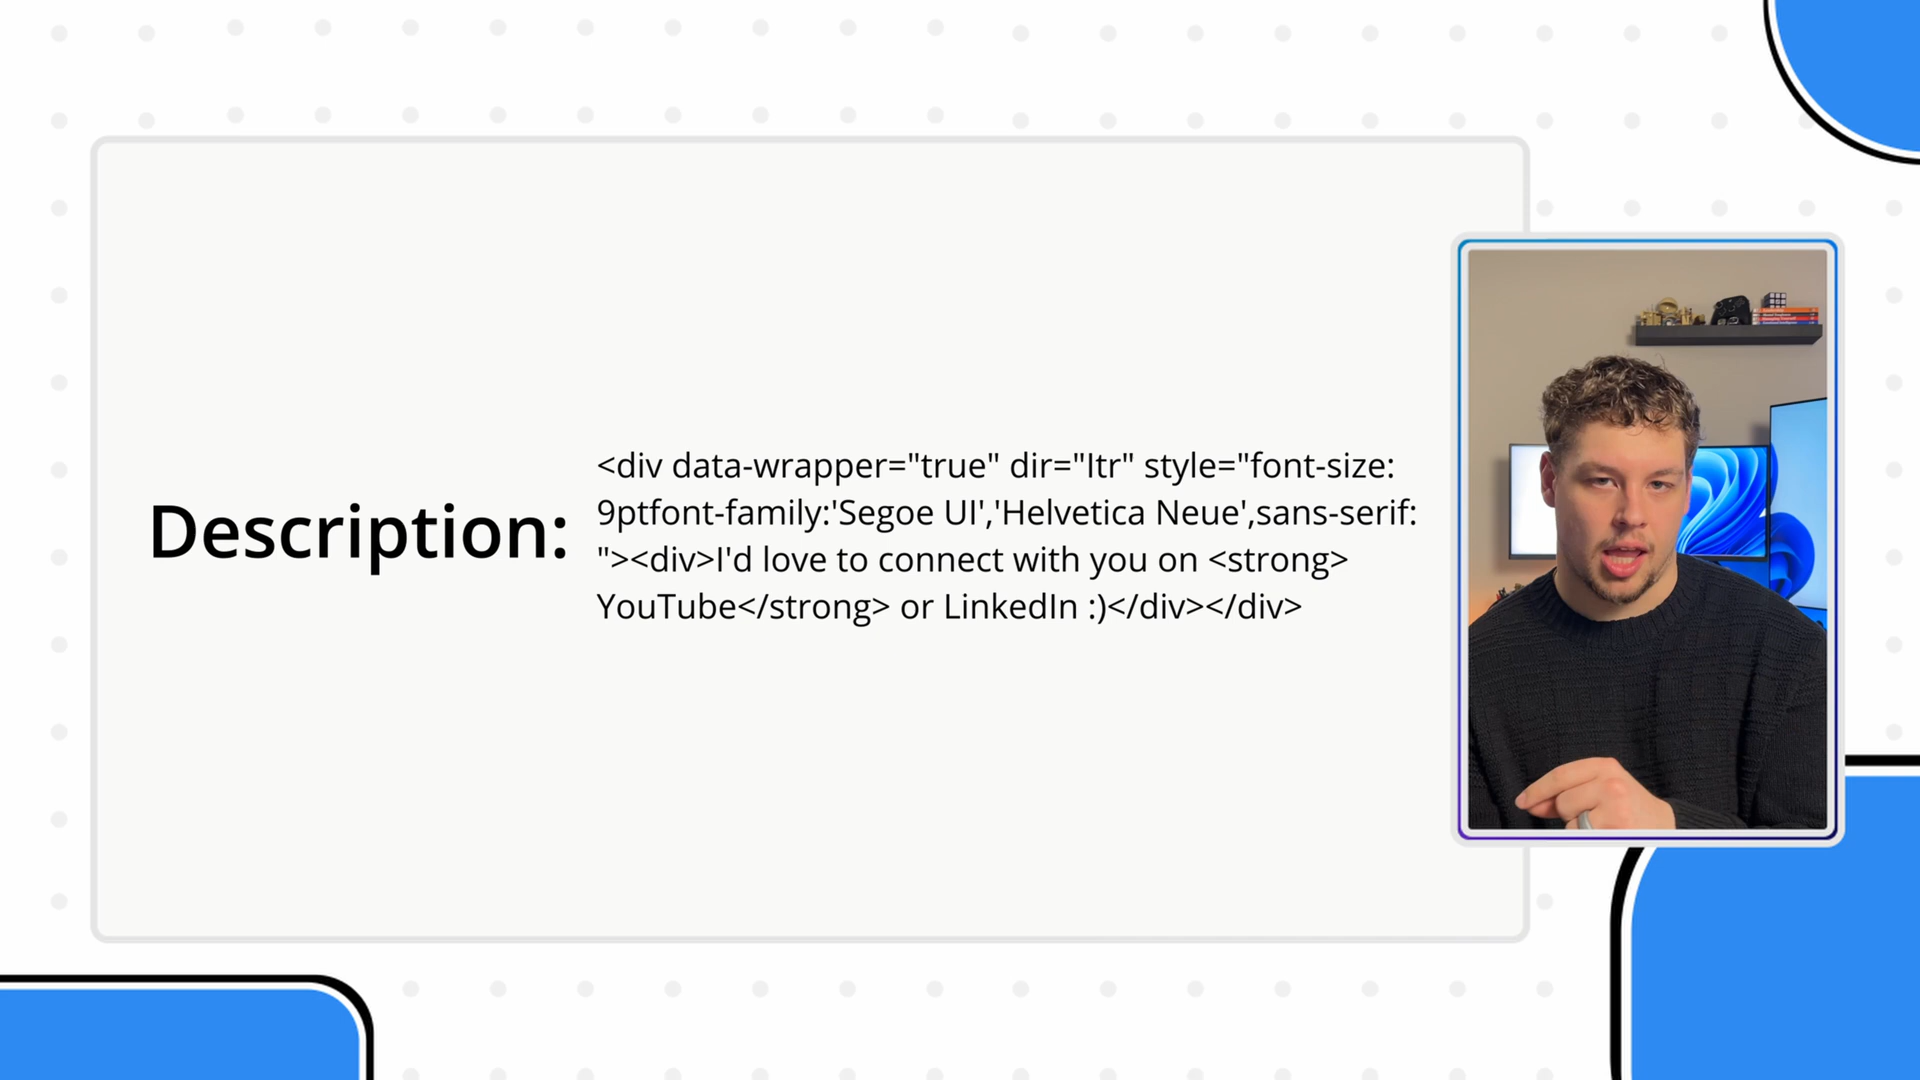 Description:
<div data-wrapper="true" dir="ltr" style="font-size:
9ptfont-family:'Segoe UI','Helvetica Neue',sans-serif:
"><div>I'd love to connect with you on <strong>
YouTube</strong> or LinkedIn :)</div></div>